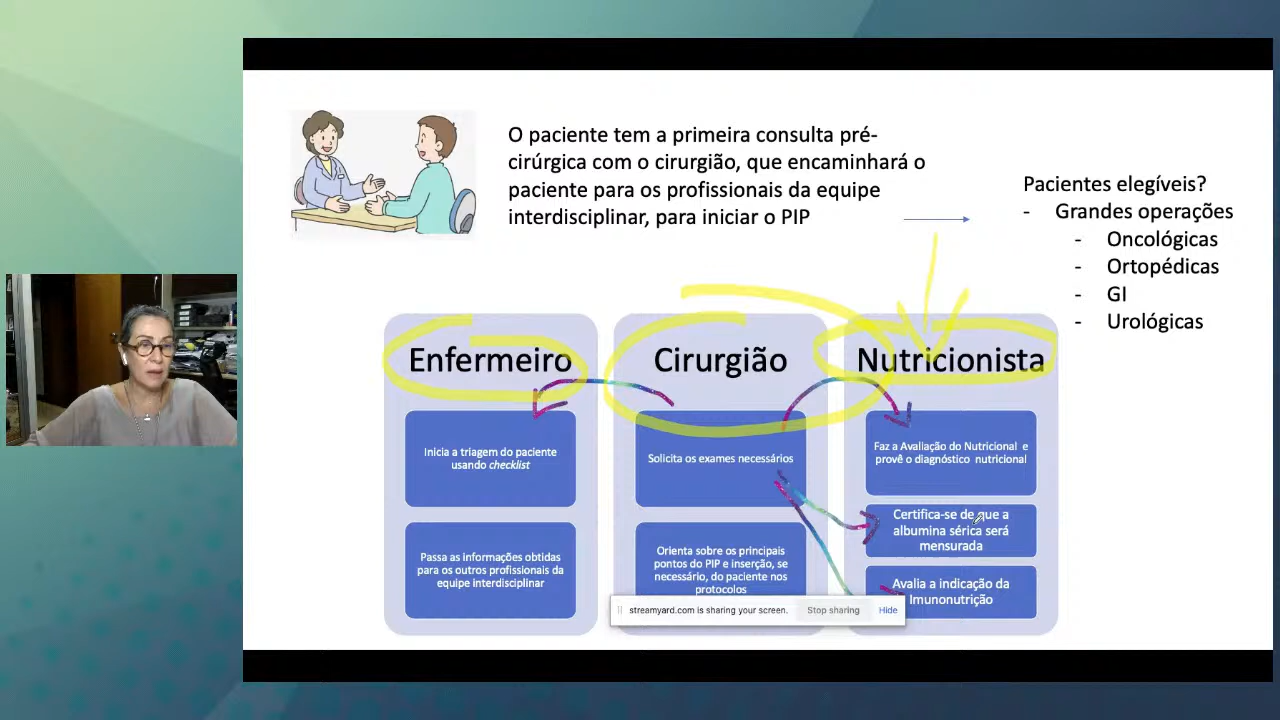 O paciente tem a primeira consulta pré-
cirúrgica com o cirurgião, que encaminhará o
paciente para os profissionais da equipe
interdisciplinar, para iniciar o PIP
Pacientes elegíveis?
- Grandes operações
- Oncológicas
- Ortopédicas
- GI
- Urológicas
Enfermeiro
Inicia a triagem do paciente
usando checklist
Passa as informações obtidas
para os outros profissionais da
equipe interdisciplinar
Cirurgião
Solicita os exames necessários
Orienta sobre os principais
pontos do PIP e inserção, se
necessário, do paciente nos
protocolos
Nutricionista
Faz a Avaliação do Nutricional e
provê o diagnóstico nutricional
Certifica-se de que a
albumina sérica será
mensurada
Avalia a indicação da
Imunonutrição
streamyard.com is sharing your screen. Stop sharing Hide